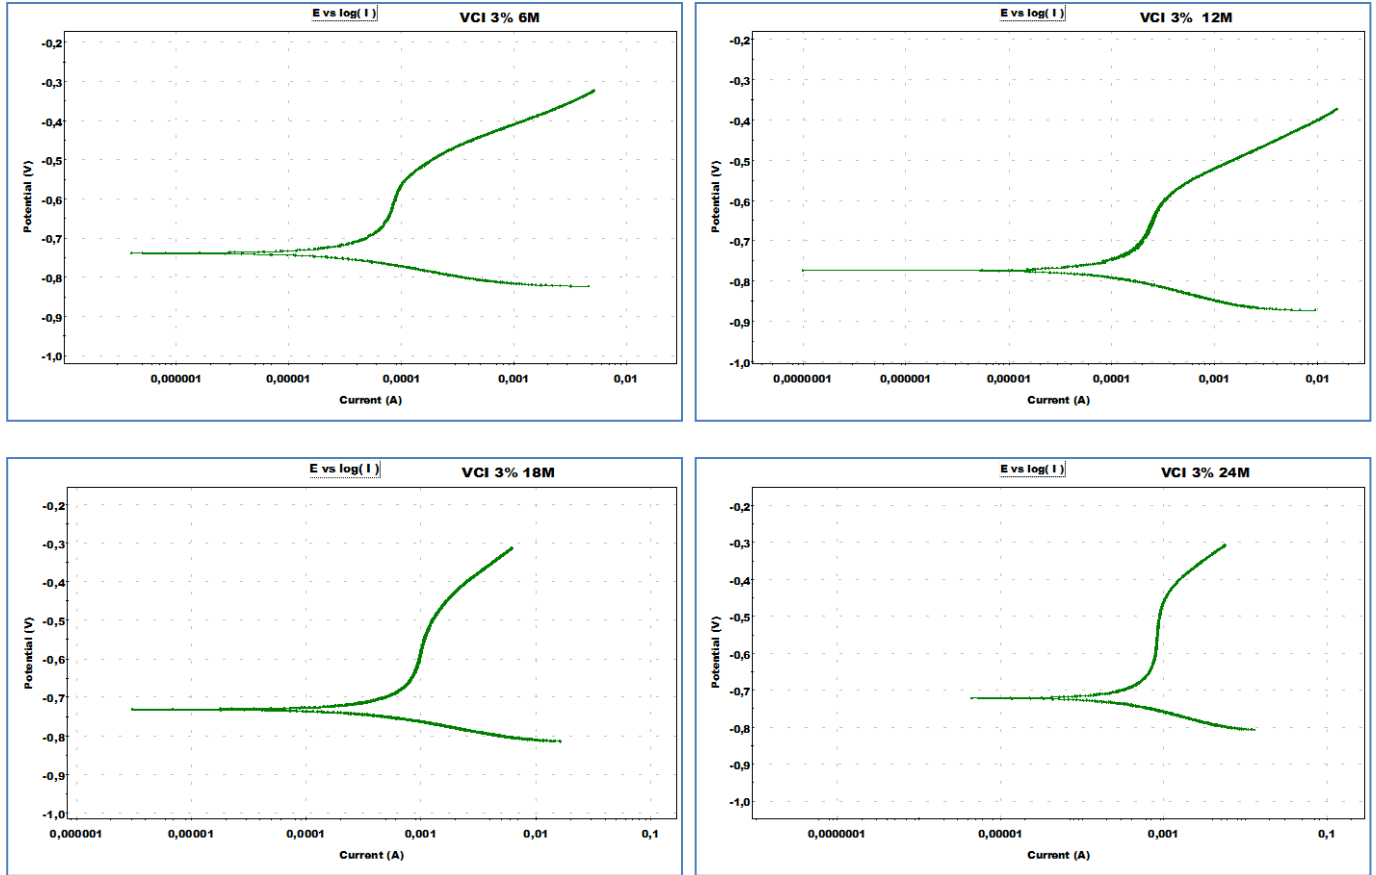 E vs log( I ) VCI 3% 6M
-0,2
-0,3
-0,4
-0,5
-0,6
-0,7
-0,8
-0,9
-1,0
Potential (V)
0,000001 0,00001 0,0001 0,001 0,01
Current (A)
E vs log( I ) VCI 3% 12M
-0,2
-0,3
-0,4
-0,5
-0,6
-0,7
-0,8
-0,9
-1,0
Potential (V)
0,0000001 0,000001 0,00001 0,0001 0,001 0,01
Current (A)
E vs log( I ) VCI 3% 18M
-0,2
-0,3
-0,4
-0,5
-0,6
-0,7
-0,8
-0,9
-1,0
Potential (V)
0,000001 0,00001 0,0001 0,001 0,01 0,1
Current (A)
E vs log( I ) VCI 3% 24M
-0,2
-0,3
-0,4
-0,5
-0,6
-0,7
-0,8
-0,9
-1,0
Potential (V)
0,0000001 0,00001 0,001 0,1
Current (A)